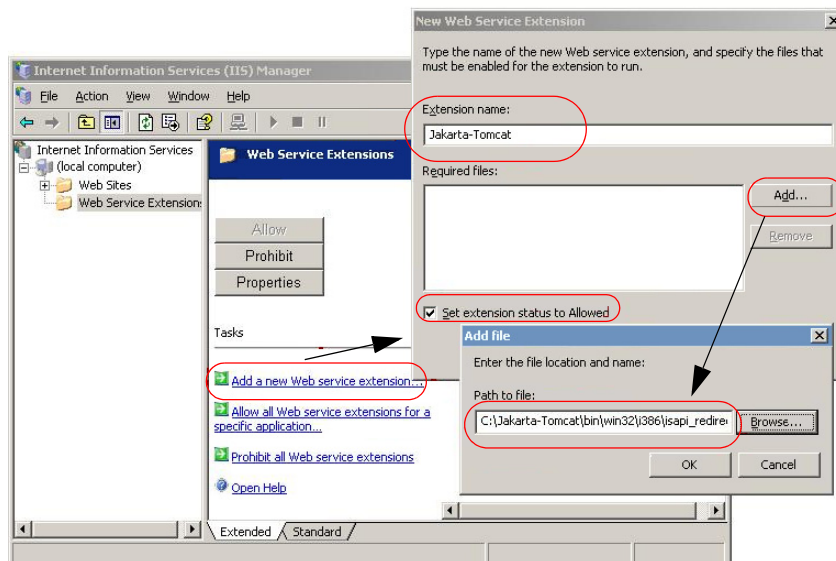 Internet Information Services (IIS) Manager
File Action View Window Help
Internet Information Services
(local computer)
Web Sites
Web Service Extension
Web Service Extensions
Allow
Prohibit
Properties
Tasks
Add a new Web service extension...
Allow all Web service extensions for a
specific application...
Prohibit all Web service extensions
Open Help
Extended Standard
New Web Service Extension
Type the name of the new Web service extension, and specify the files that
must be enabled for the extension to run.
Extension name:
Jakarta-Tomcat
Required files:
Add...
Remove
Set extension status to Allowed
Add file
Enter the file location and name:
Path to file:
C:\Jakarta-Tomcat\bin\win32\i386\isapi_redire
Browse...
OK Cancel